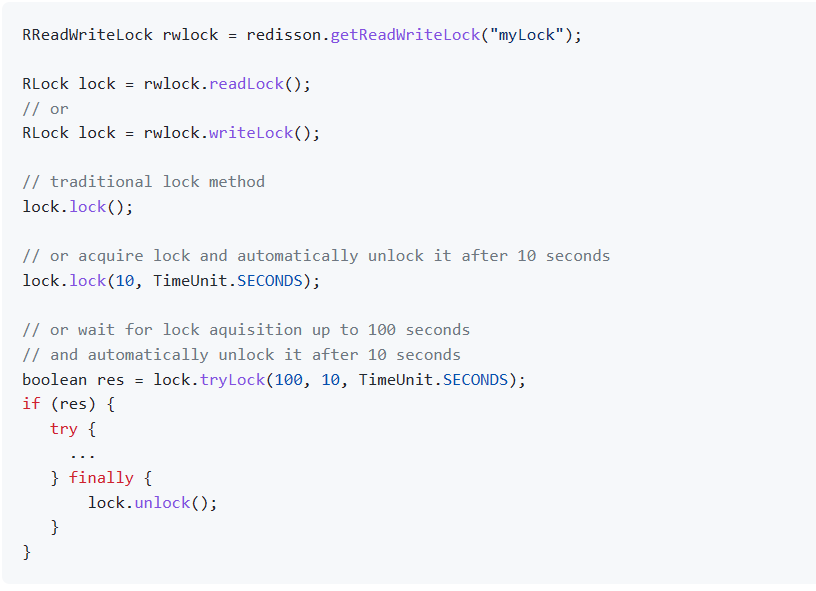 RReadWriteLock rwlock = redisson.getReadWriteLock("myLock");
RLock lock = rwlock.readLock();
// or
RLock lock = rwlock.writeLock();
// traditional lock method
lock.lock();
// or acquire lock and automatically unlock it after 10 seconds
lock.lock(10, TimeUnit.SECONDS);
// or wait for lock aquisition up to 100 seconds
// and automatically unlock it after 10 seconds
boolean res = lock.tryLock(100, 10, TimeUnit.SECONDS);
if (res) {
try {
...
} finally {
lock.unlock();
}
}